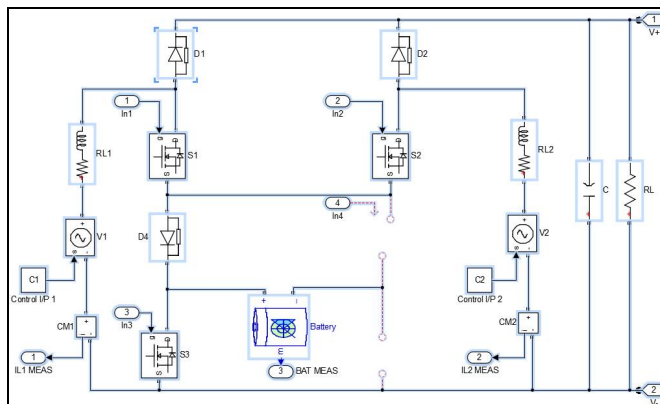 1
V+
D1
D2
1
In1
2
In2
g
D
S
S1
g
D
S
S2
RL1
RL2
C
RL
4
In4
+
V1
-
s
D4
+
V2
-
s
C1
Control I/P 1
C2
Control I/P 2
3
In3
+
-
Battery
m
CM1
+
-
CM2
+
-
g
D
S
S3
1
IL1 MEAS
3
BAT MEAS
2
IL2 MEAS
2
V-